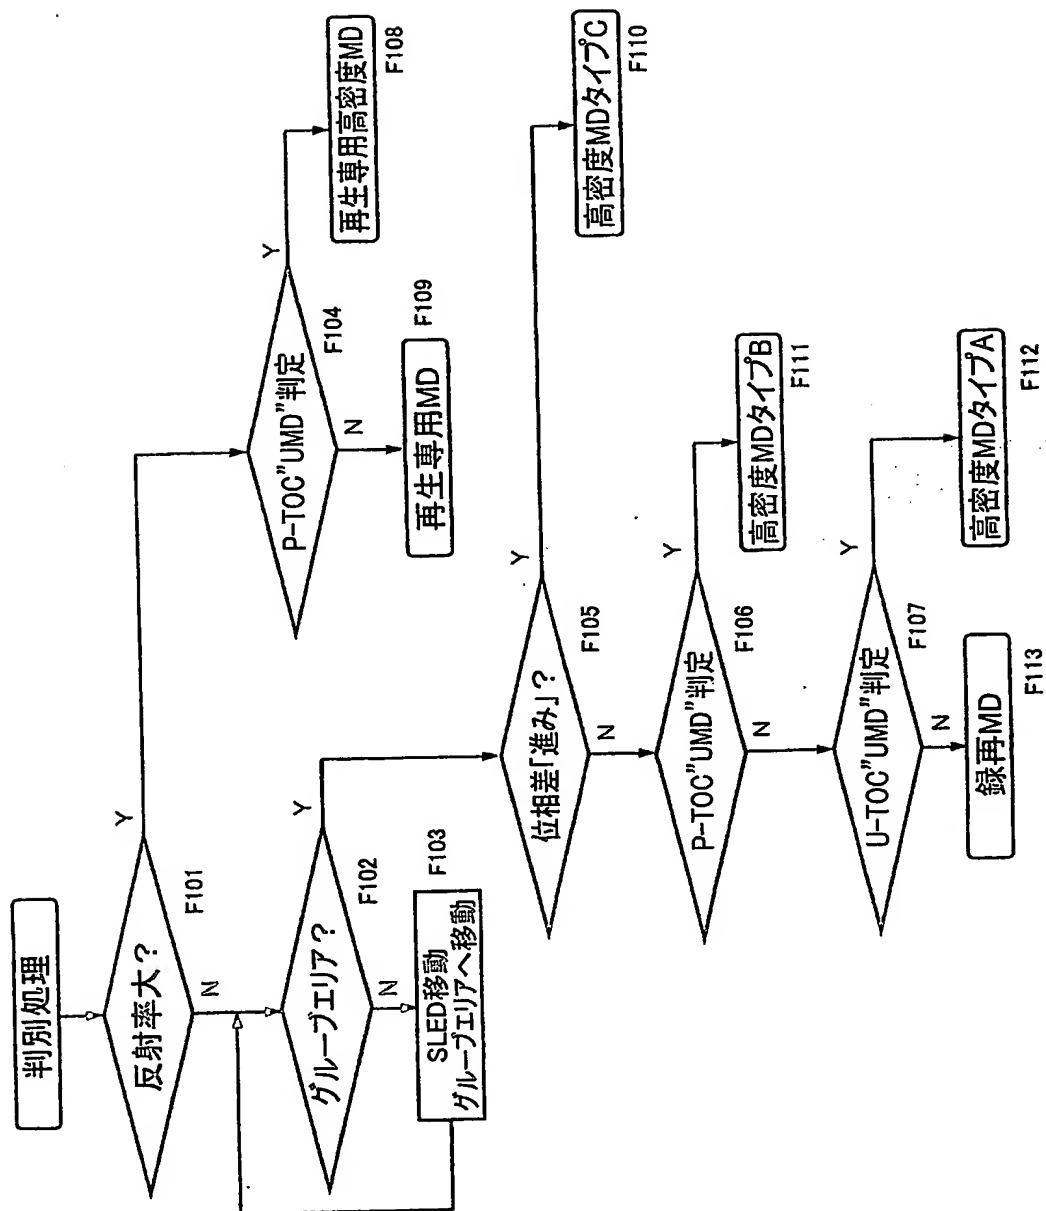 判別処理
反射率大?
F101
Y
N
グループエリア?
F102
Y
N
SLED移動
グループエリアへ移動
F103
P-TOC"UMD"判定
F104
Y
N
再生専用高密度MD
F108
再生専用MD
F109
位相差「進み」?
F105
Y
N
高密度MDタイプC
F110
P-TOC"UMD"判定
F106
Y
N
高密度MDタイプB
F111
U-TOC"UMD"判定
F107
Y
N
高密度MDタイプA
F112
録再MD
F113